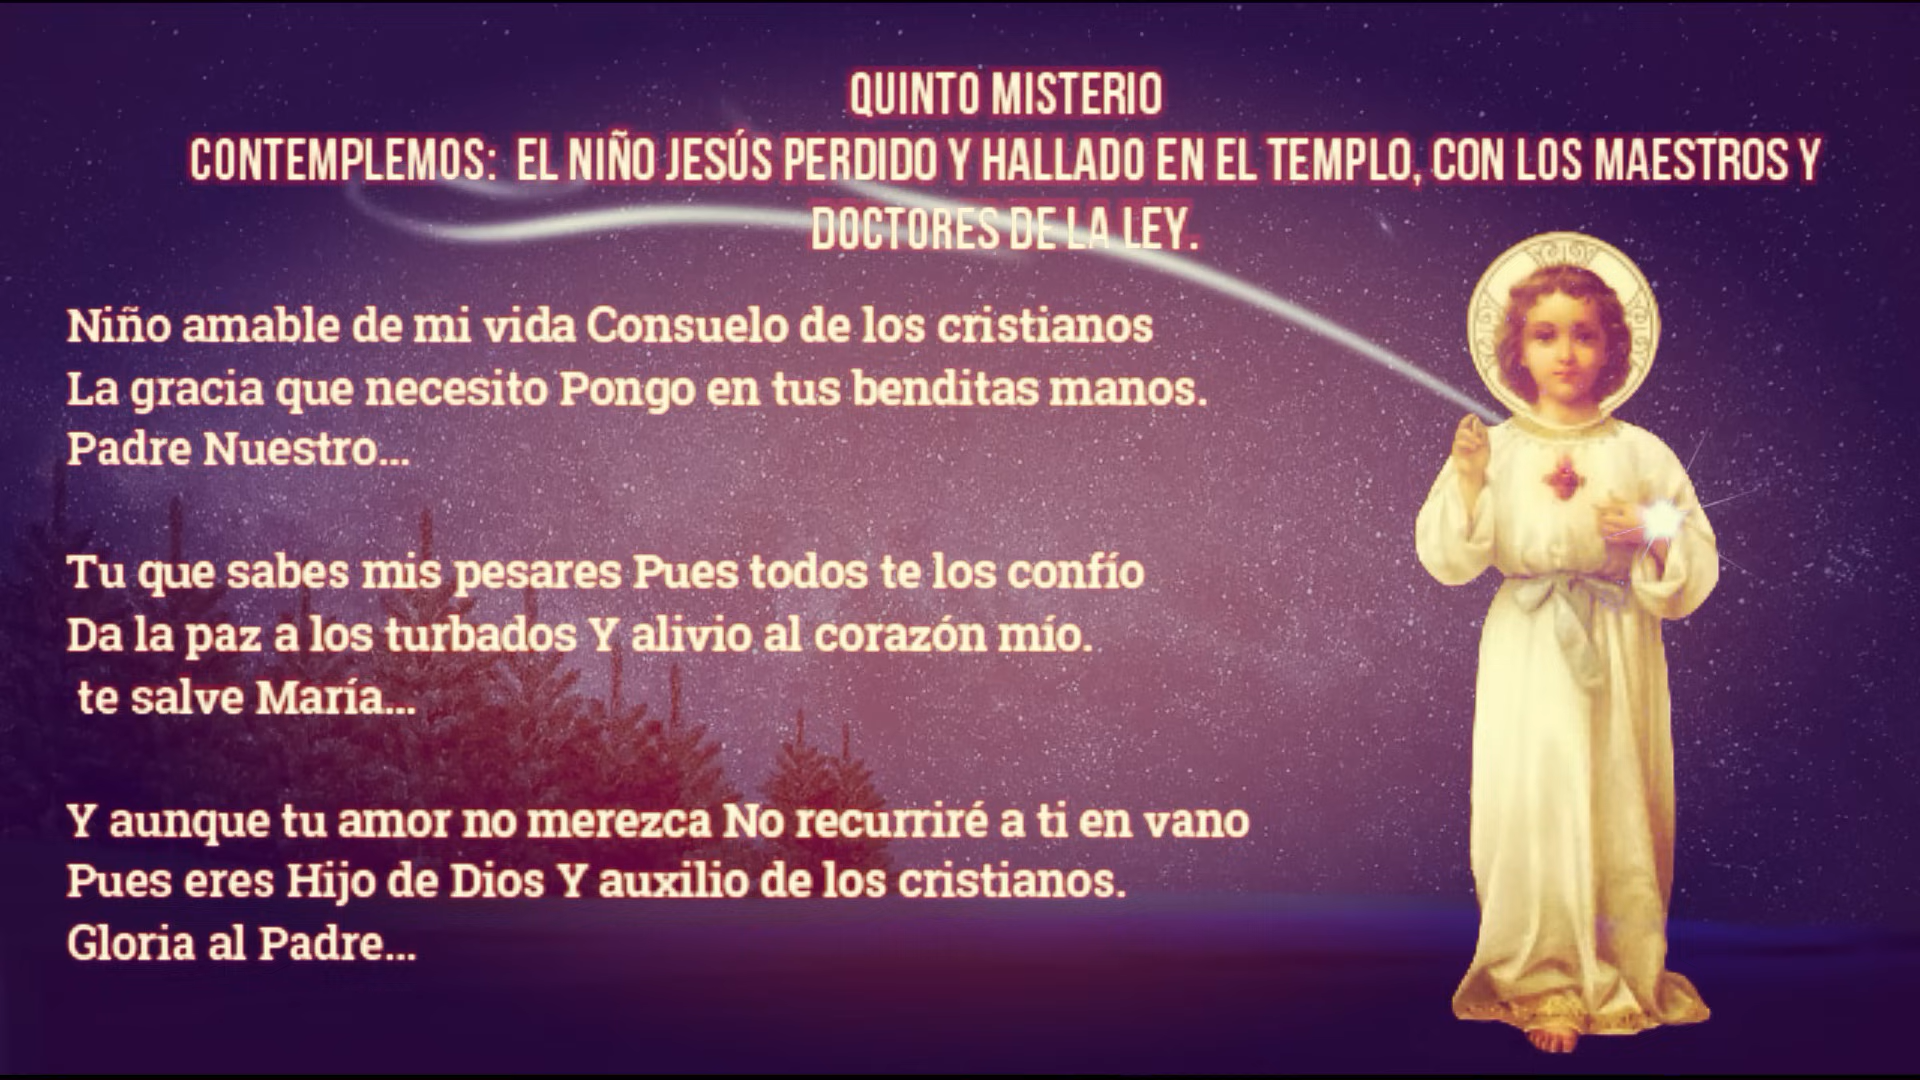 QUINTO MISTERIO
CONTEMPLEMOS: EL NIÑO JESÚS PERDIDO Y HALLADO EN EL TEMPLO, CON LOS MAESTROS Y
DOCTORES DE LA LEY.
Niño amable de mi vida Consuelo de los cristianos
La gracia que necesito Pongo en tus benditas manos.
Padre Nuestro...
Tu que sabes mis pesares Pues todos te los confío
Da la paz a los turbados Y alivio al corazón mío.
te salve María...
Y aunque tu amor no merezca No recurriré a ti en vano
Pues eres Hijo de Dios Y auxilio de los cristianos.
Gloria al Padre...